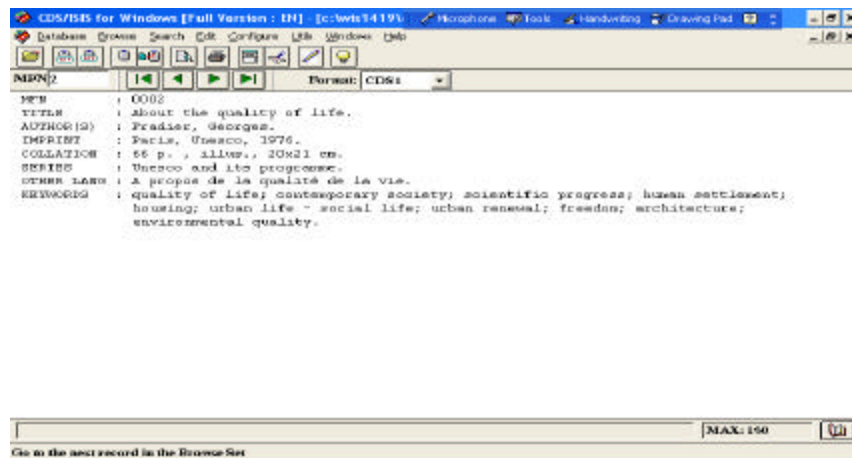 CDS/ISIS for Windows [Full Version : EN] - [c:\wis1419\ Microphone Tools Handwriting Drawing Pad
Database Browse Search Edit Configure Utils Windows Help
MFN 2 Format: CDS1
MFN : 0002
TITLE : About the quality of life.
AUTHOR(S) : Pradier, Georges.
IMPRINT : Paris, Unesco, 1976.
COLLATION : 66 p. , illus., 20x21 cm.
SERIES : Unesco and its programme.
OTHER LANG : A propos de la qualité de la vie.
KEYWORDS : quality of life; contemporary society; scientific progress; human settlement;
housing; urban life - social life; urban renewal; freedom; architecture;
environmental quality.
MAX: 160
Go to the next record in the Browse Set